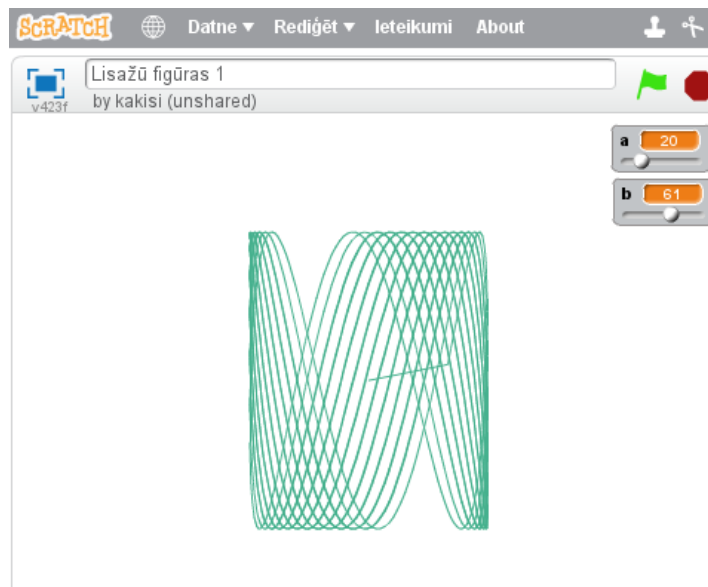 SCRATCH Datne Rediģēt Ieteikumi About
Lisažū figūras 1
v423f by kakisi (unshared)
a 20
b 61